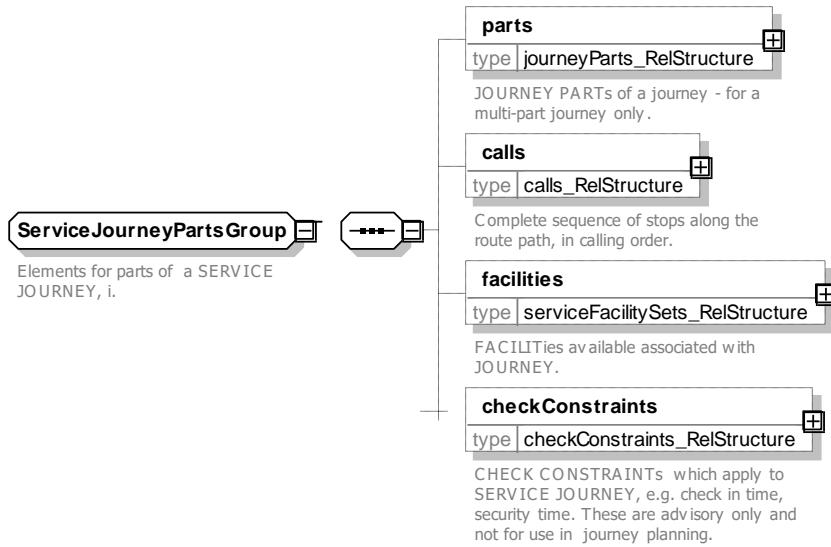 parts
type journeyParts_RelStructure
JOURNEY PARTs of a journey - for a
multi-part journey only.
calls
type calls_RelStructure
Complete sequence of stops along the
route path, in calling order.
ServiceJourneyPartsGroup
Elements for parts of a SERVICE
JOURNEY, i.
facilities
type serviceFacilitySets_RelStructure
FACILITies available associated with
JOURNEY.
checkConstraints
type checkConstraints_RelStructure
CHECK CONSTRAINTs which apply to
SERVICE JOURNEY, e.g. check in time,
security time. These are advisory only and
not for use in journey planning.